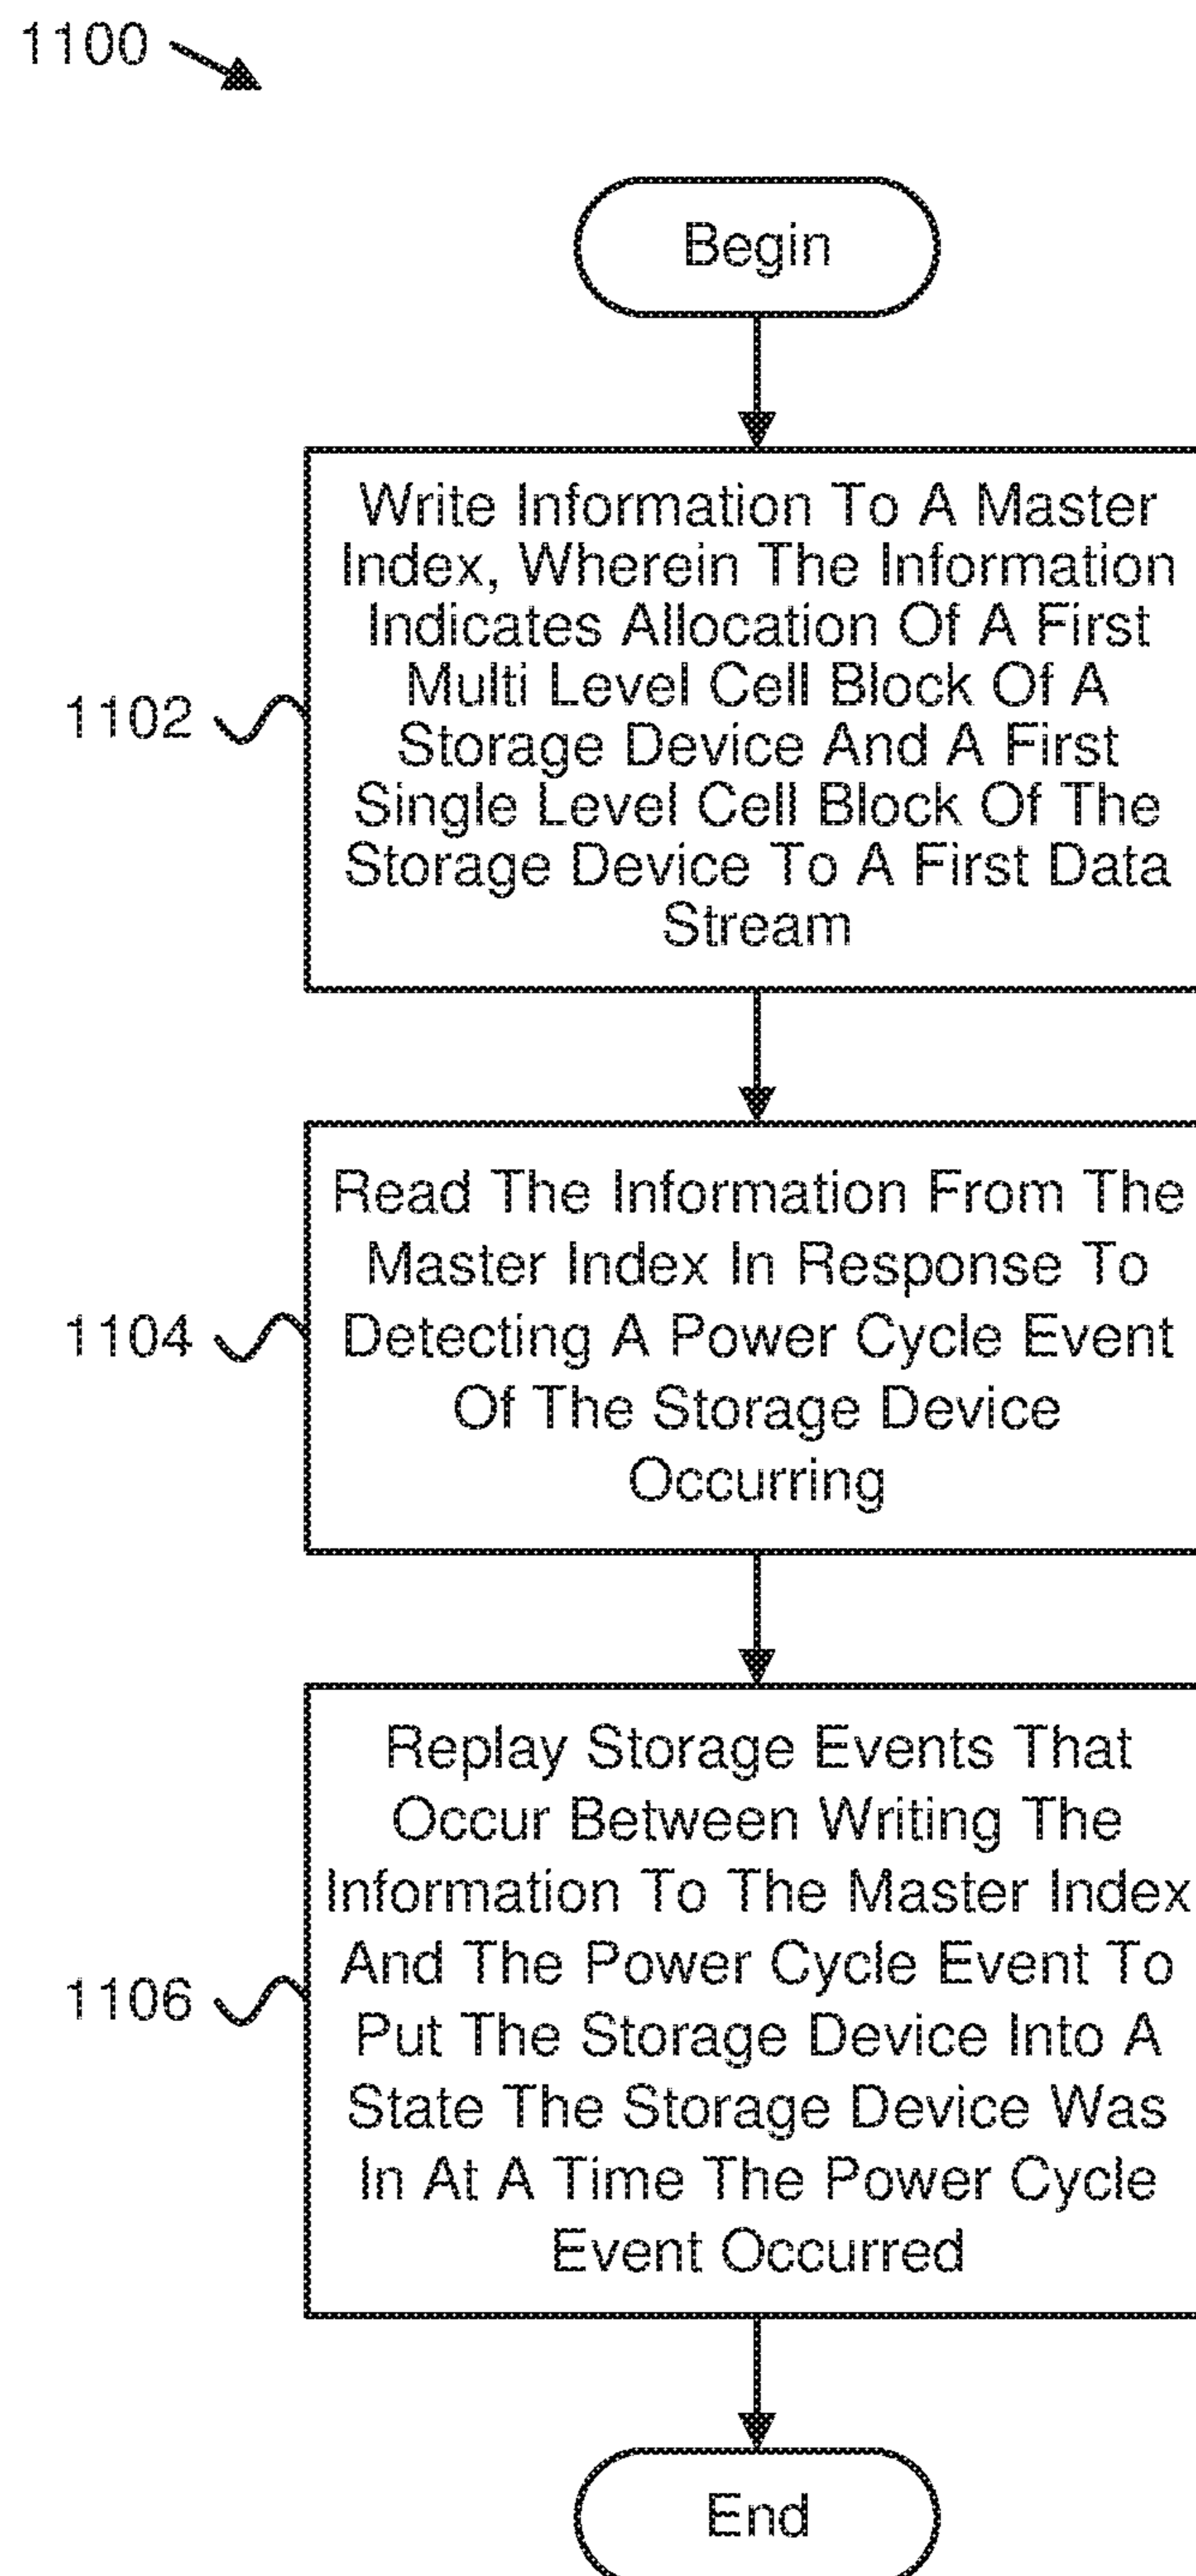 1100
Begin
Write Information To A Master
Index, Wherein The Information
Indicates Allocation Of A First
Multi Level Cell Block Of A
Storage Device And A First
Single Level Cell Block Of The
Storage Device To A First Data
Stream
1102
Read The Information From The
Master Index In Response To
Detecting A Power Cycle Event
Of The Storage Device
Occurring
1104
Replay Storage Events That
Occur Between Writing The
Information To The Master Index
And The Power Cycle Event To
Put The Storage Device Into A
State The Storage Device Was
In At A Time The Power Cycle
Event Occurred
1106
End